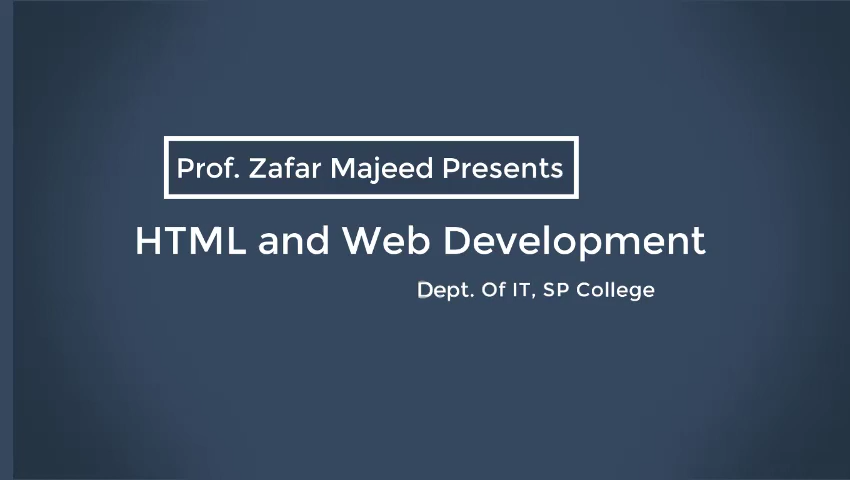 Prof. Zafar Majeed Presents
HTML and Web Development
Dept. Of IT, SP College